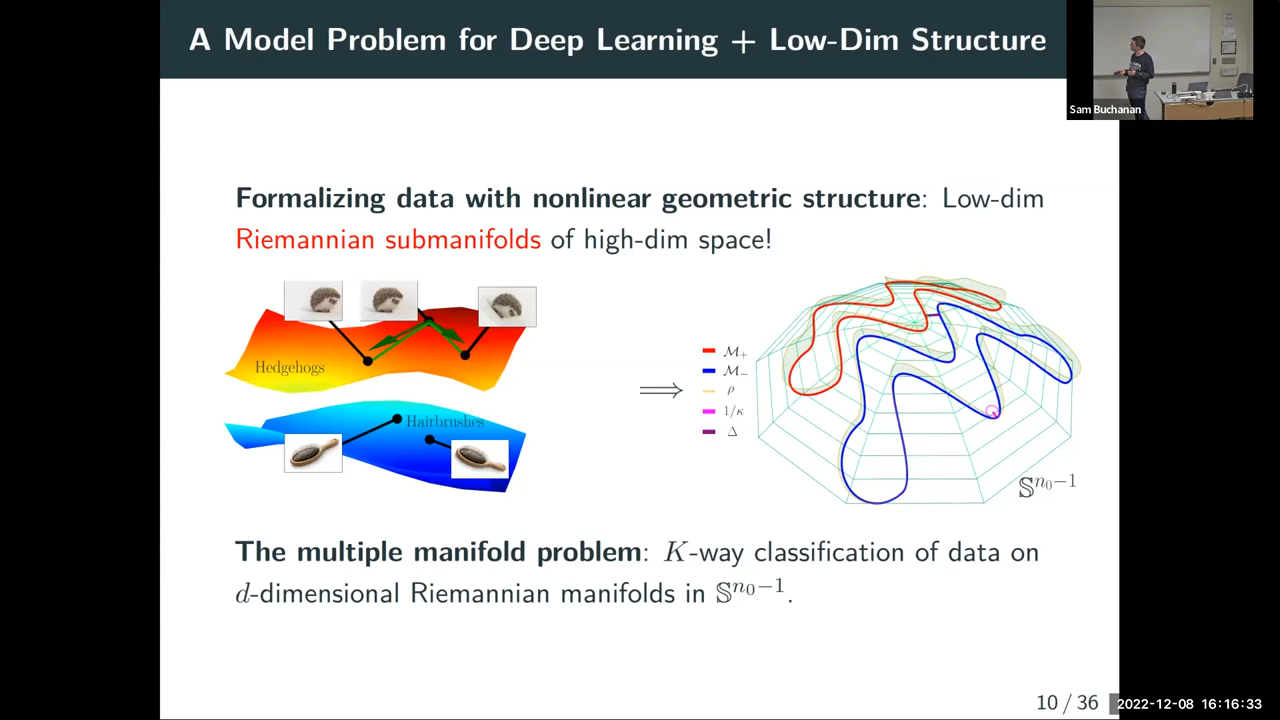 A Model Problem for Deep Learning + Low-Dim Structure
Sam Buchanan
Formalizing data with nonlinear geometric structure: Low-dim
Riemannian submanifolds of high-dim space!
Hedgehogs
Hairbrushes
⟹
ℳ₊
ℳ₋
ρ
1/κ
Δ
𝕊^{n₀−1}
The multiple manifold problem: K-way classification of data on
d-dimensional Riemannian manifolds in 𝕊^{n₀−1}.
10 / 36
2022-12-08 16:16:33